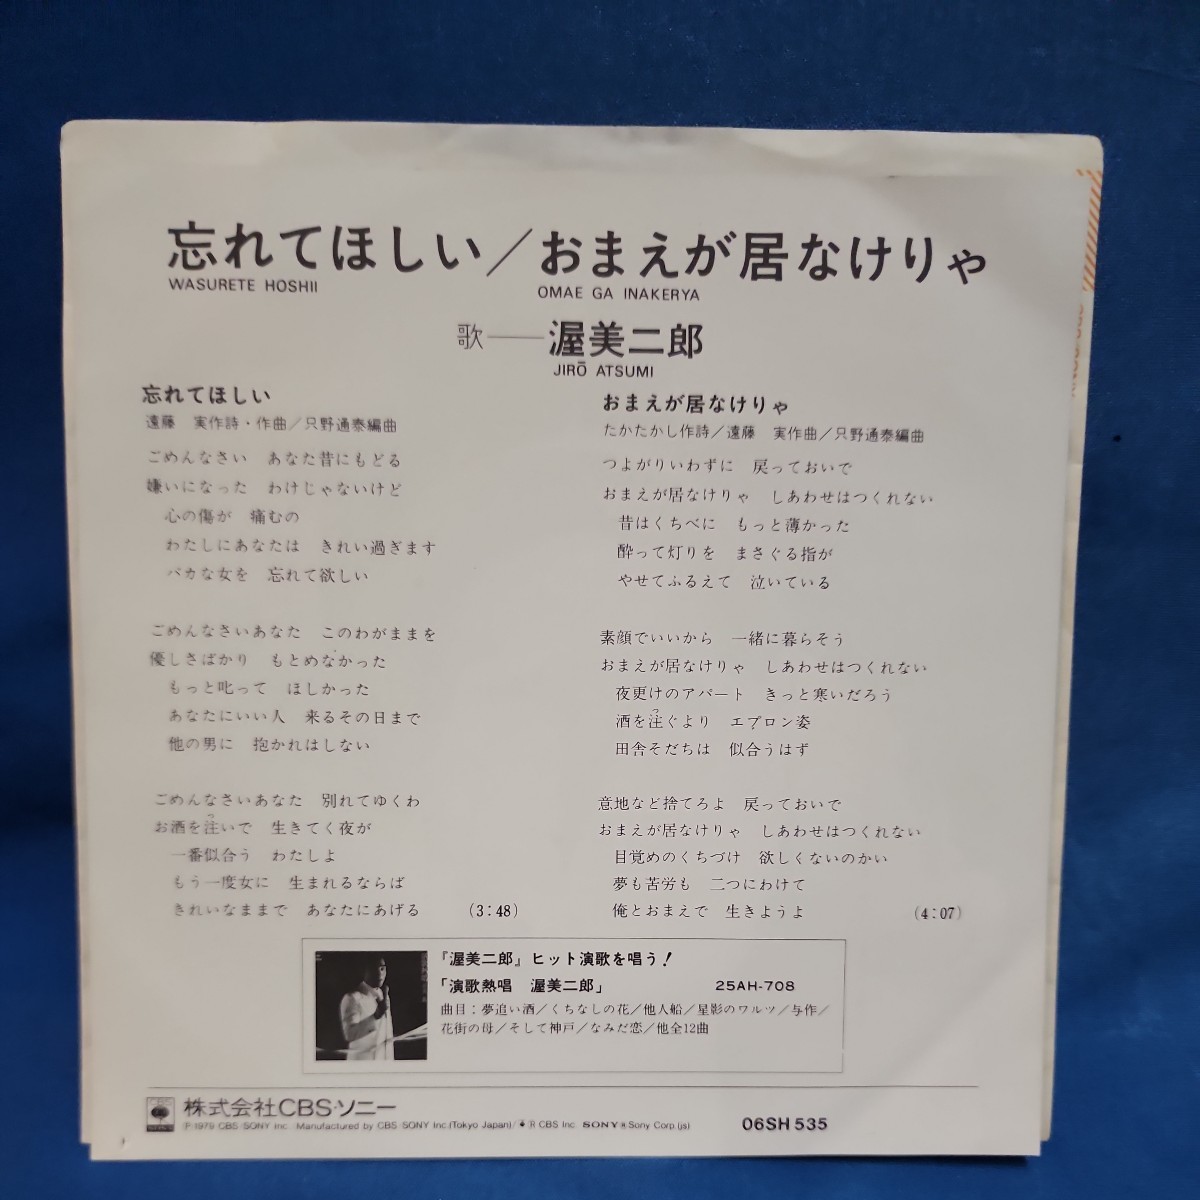 忘れてほしい／おまえが居なけりゃ
WASURETE HOSHII
OMAE GA INAKERYA
歌──渥美二郎
JIRŌ ATSUMI
忘れてほしい
遠藤　実作詩・作曲／只野通泰編曲
ごめんなさい　あなた昔にもどる
嫌いになった　わけじゃないけど
心の傷が　痛むの
わたしにあなたは　きれい過ぎます
バカな女を　忘れて欲しい
ごめんなさいあなた　このわがままを
優しさばかり　もとめなかった
もっと叱って　ほしかった
あなたにいい人　来るその日まで
他の男に　抱かれはしない
ごめんなさいあなた　別れてゆくわ
お酒を注いで　生きてく夜が
一番似合う　わたしよ
もう一度女に　生まれるならば
きれいなままで　あなたにあげる　(3:48)
おまえが居なけりゃ
たかたかし作詩／遠藤　実作曲／只野通泰編曲
つよがりいわずに　戻っておいで
おまえが居なけりゃ　しあわせはつくれない
昔はくちべに　もっと薄かった
酔って灯りを　まさぐる指が
やせてふるえて　泣いている
素顔でいいから　一緒に暮らそう
おまえが居なけりゃ　しあわせはつくれない
夜更けのアパート　きっと寒いだろう
酒を注ぐより　エプロン姿
田舎そだちは　似合うはず
意地など捨てろよ　戻っておいで
おまえが居なけりゃ　しあわせはつくれない
目覚めのくちづけ　欲しくないのかい
夢も苦労も　二つにわけて
俺とおまえで　生きようよ　(4:07)
『渥美二郎』ヒット演歌を唱う！
「演歌熱唱　渥美二郎」　25AH-708
曲目：夢追い酒／くちなしの花／他人船／星影のワルツ／与作／
花街の母／そして神戸／なみだ恋／他全12曲
株式会社CBS・ソニー
Ⓟ1979 CBS・SONY Inc. Manufactured by CBS・SONY Inc.(Tokyo Japan)／ Ⓡ CBS Inc. SONY Ⓡ Sony Corp.(js)
06SH 535